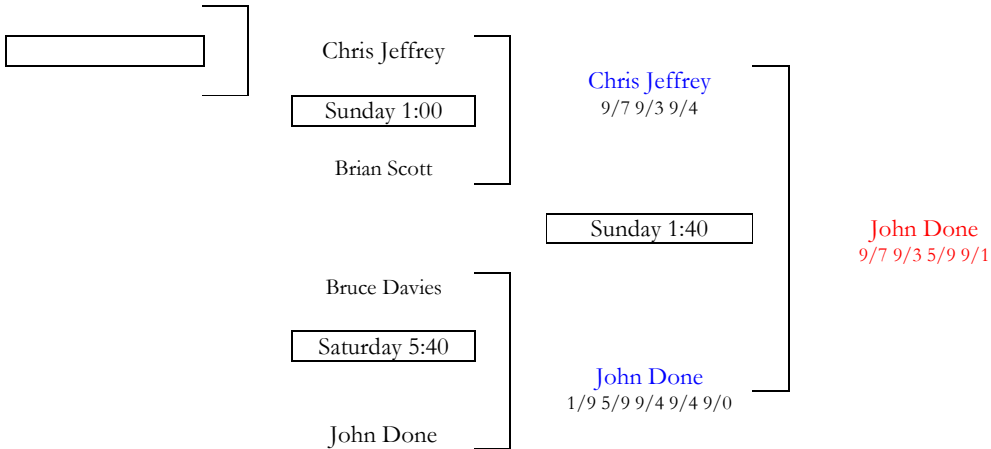 Chris Jeffrey
Sunday 1:00
Brian Scott
Chris Jeffrey
9/7 9/3 9/4
Sunday 1:40
John Done
9/7 9/3 5/9 9/1
Bruce Davies
Saturday 5:40
John Done
John Done
1/9 5/9 9/4 9/4 9/0